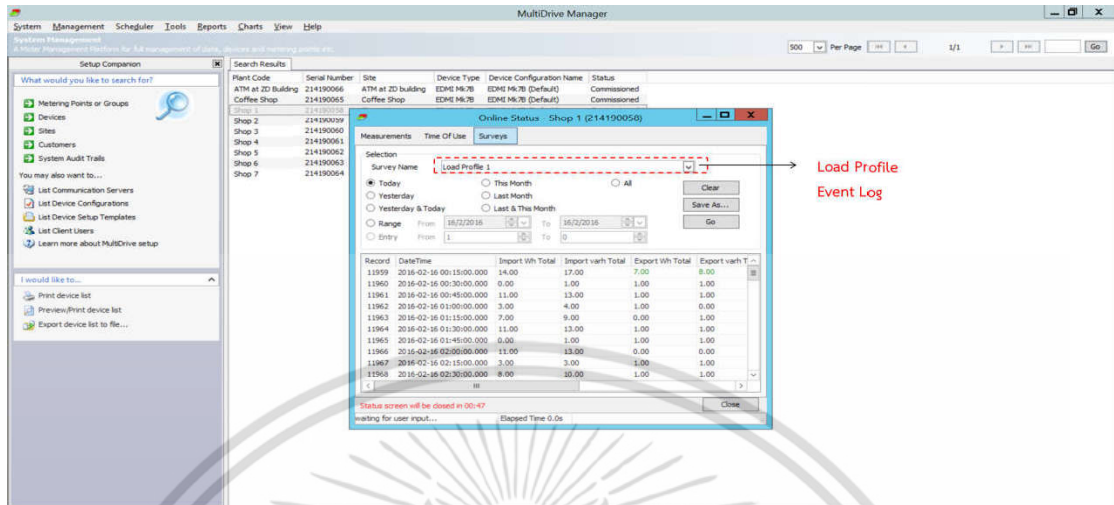 MultiDrive Manager
System Management Scheduler Tools Reports Charts View Help
System Management
A Meter Management Platform for full management of data, devices and metering points etc.
500 Per Page 1/1 Go
Setup Companion
What would you like to search for?
Metering Points or Groups
Devices
Sites
Customers
System Audit Trails
You may also want to...
List Communication Servers
List Device Configurations
List Device Setup Templates
List Client Users
Learn more about MultiDrive setup
I would like to...
Print device list
Preview/Print device list
Export device list to file...
Search Results
Plant Code Serial Number Site Device Type Device Configuration Name Status
ATM at ZD Building 214190066 ATM at ZD building EDMI Mk7B EDMI Mk7B (Default) Commissioned
Coffee Shop 214190065 Coffee Shop EDMI Mk7B EDMI Mk7B (Default) Commissioned
Shop 1 214190058
Shop 2 214190059
Shop 3 214190060
Shop 4 214190061
Shop 5 214190062
Shop 6 214190063
Shop 7 214190064
Online Status Shop 1 (214190058)
Measurements Time Of Use Surveys
Selection
Survey Name Load Profile 1
Today This Month All Clear
Yesterday Last Month
Yesterday & Today Last & This Month Save As...
Range From 16/2/2016 To 16/2/2016 Go
Entry From 1 To 0
Record DateTime Import Wh Total Import varh Total Export Wh Total Export varh T
11959 2016-02-16 00:15:00.000 14.00 17.00 7.00 8.00
11960 2016-02-16 00:30:00.000 0.00 1.00 1.00 1.00
11961 2016-02-16 00:45:00.000 11.00 13.00 1.00 1.00
11962 2016-02-16 01:00:00.000 3.00 4.00 0.00 0.00
11963 2016-02-16 01:15:00.000 7.00 9.00 0.00 1.00
11964 2016-02-16 01:30:00.000 11.00 13.00 1.00 1.00
11965 2016-02-16 01:45:00.000 0.00 1.00 1.00 1.00
11966 2016-02-16 02:00:00.000 11.00 13.00 0.00 0.00
11967 2016-02-16 02:15:00.000 3.00 3.00 1.00 1.00
11968 2016-02-16 02:30:00.000 8.00 10.00 1.00 1.00
Status screen will be closed in 00:47
Close
waiting for user input... Elapsed Time 0.0s
Load Profile
Event Log